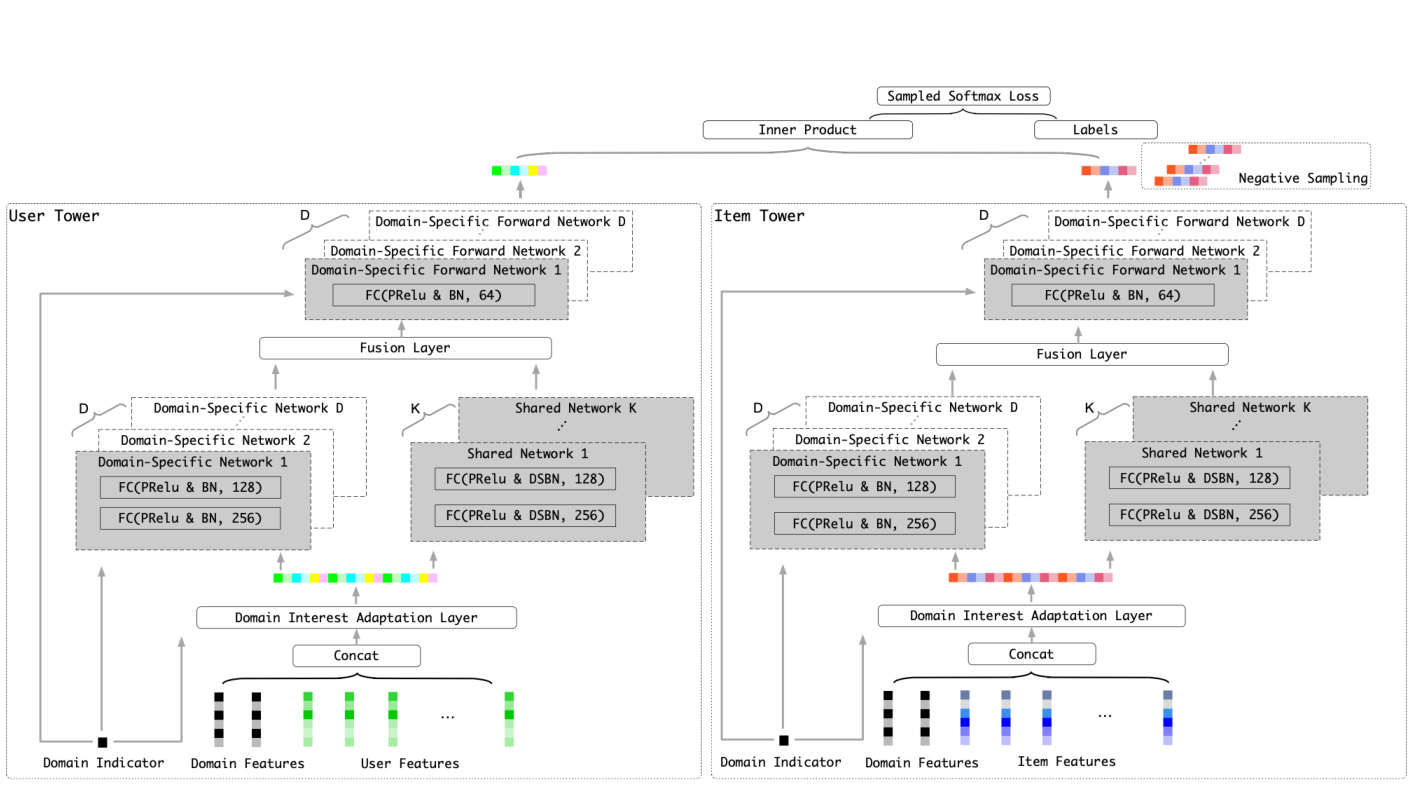 Sampled Softmax Loss
Inner Product
Labels
Negative Sampling
User Tower
D
Domain-Specific Forward Network D
Domain-Specific Forward Network 2
Domain-Specific Forward Network 1
FC(PRelu & BN, 64)
Fusion Layer
D
Domain-Specific Network D
Domain-Specific Network 2
Domain-Specific Network 1
FC(PRelu & BN, 128)
FC(PRelu & BN, 256)
K
Shared Network K
Shared Network 1
FC(PRelu & DSBN, 128)
FC(PRelu & DSBN, 256)
Domain Interest Adaptation Layer
Concat
...
Domain Indicator
Domain Features
User Features
Item Tower
D
Domain-Specific Forward Network D
Domain-Specific Forward Network 2
Domain-Specific Forward Network 1
FC(PRelu & BN, 64)
Fusion Layer
D
Domain-Specific Network D
Domain-Specific Network 2
Domain-Specific Network 1
FC(PRelu & BN, 128)
FC(PRelu & BN, 256)
K
Shared Network K
Shared Network 1
FC(PRelu & DSBN, 128)
FC(PRelu & DSBN, 256)
Domain Interest Adaptation Layer
Concat
...
Domain Indicator
Domain Features
Item Features